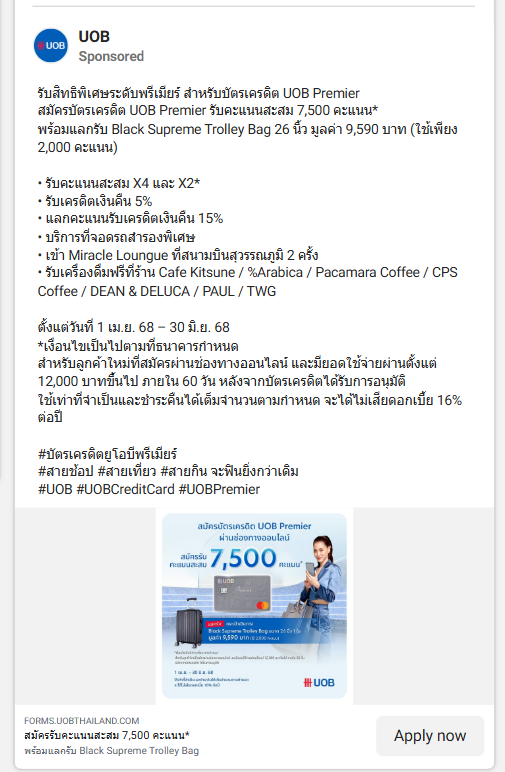 UOB
UOB
Sponsored
รับสิทธิพิเศษระดับพรีเมียร์ สำหรับบัตรเครดิต UOB Premier
สมัครบัตรเครดิต UOB Premier รับคะแนนสะสม 7,500 คะแนน*
พร้อมแลกรับ Black Supreme Trolley Bag 26 นิ้ว มูลค่า 9,590 บาท (ใช้เพียง
2,000 คะแนน)
• รับคะแนนสะสม X4 และ X2*
• รับเครดิตเงินคืน 5%
• แลกคะแนนรับเครดิตเงินคืน 15%
• บริการที่จอดรถสำรองพิเศษ
• เข้า Miracle Loungue ที่สนามบินสุวรรณภูมิ 2 ครั้ง
• รับเครื่องดื่มฟรีที่ร้าน Cafe Kitsune / %Arabica / Pacamara Coffee / CPS
Coffee / DEAN & DELUCA / PAUL / TWG
ตั้งแต่วันที่ 1 เม.ย. 68 – 30 มิ.ย. 68
*เงื่อนไขเป็นไปตามที่ธนาคารกำหนด
สำหรับลูกค้าใหม่ที่สมัครผ่านช่องทางออนไลน์ และมียอดใช้จ่ายผ่านตั้งแต่
12,000 บาทขึ้นไป ภายใน 60 วัน หลังจากบัตรเครดิตได้รับการอนุมัติ
ใช้เท่าที่จำเป็นและชำระคืนได้เต็มจำนวนตามกำหนด จะได้ไม่เสียดอกเบี้ย 16%
ต่อปี
#บัตรเครดิตยูโอบีพรีเมียร์
#สายช้อป #สายเที่ยว #สายกิน จะฟินยิ่งกว่าเดิม
#UOB #UOBCreditCard #UOBPremier
สมัครบัตรเครดิต UOB Premier
ผ่านช่องทางออนไลน์
สมัครรับ
คะแนนสะสม 7,500 คะแนน*
UOB
Black Supreme Trolley Bag ขนาด 26 นิ้ว 1 ใบ
มูลค่า 9,590 บาท
1 เม.ย. - 30 มิ.ย. 68
UOB
FORMS.UOBTHAILAND.COM
สมัครรับคะแนนสะสม 7,500 คะแนน*
พร้อมแลกรับ Black Supreme Trolley Bag
Apply now